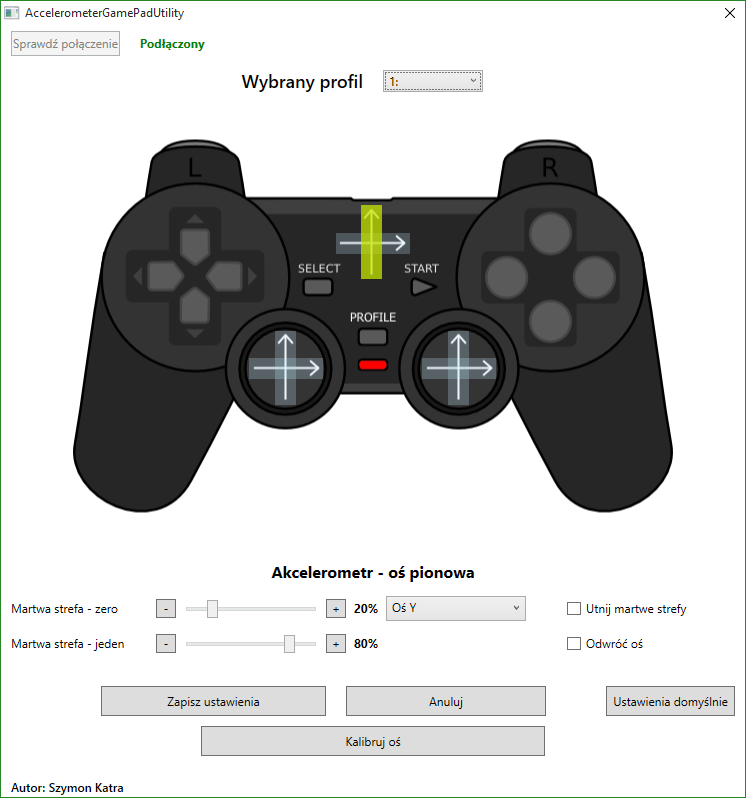 AccelerometerGamePadUtility
Sprawdź połączenie Podłączony
Wybrany profil 1:
L R
SELECT START
PROFILE
Akcelerometr - oś pionowa
Martwa strefa - zero - + 20% Oś Y Utnij martwe strefy
Martwa strefa - jeden - + 80% Odwróć oś
Zapisz ustawienia Anuluj Ustawienia domyślnie
Kalibruj oś
Autor: Szymon Katra